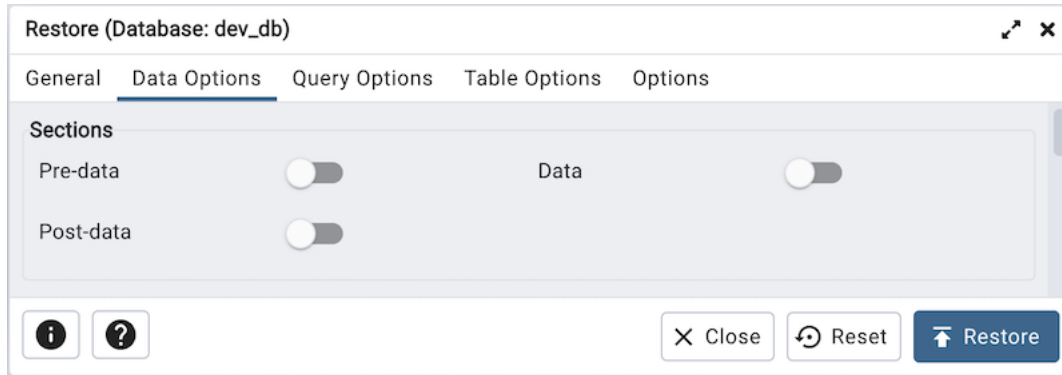 Restore (Database: dev_db)
General Data Options Query Options Table Options Options
Sections
Pre-data Data
Post-data
Close Reset Restore